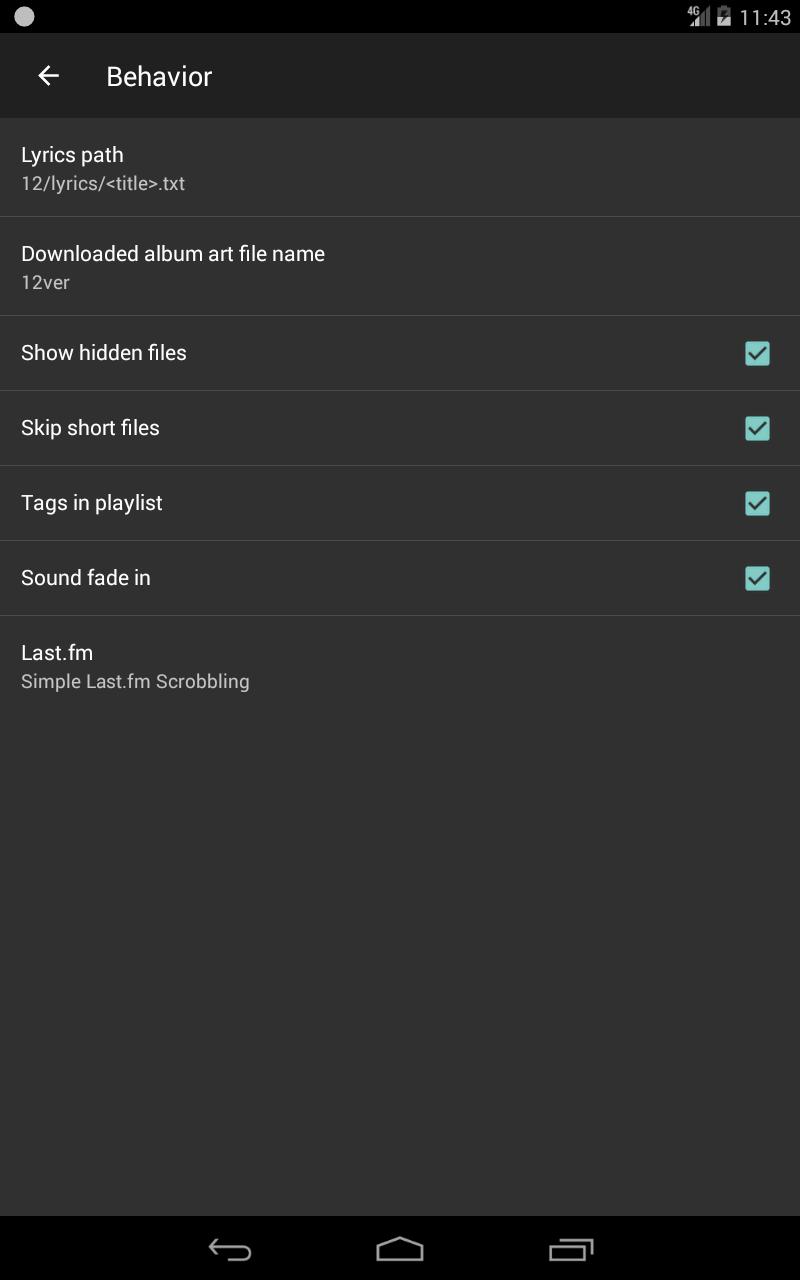 4G 11:43
Behavior
Lyrics path
12/lyrics/<title>.txt
Downloaded album art file name
12ver
Show hidden files
Skip short files
Tags in playlist
Sound fade in
Last.fm
Simple Last.fm Scrobbling